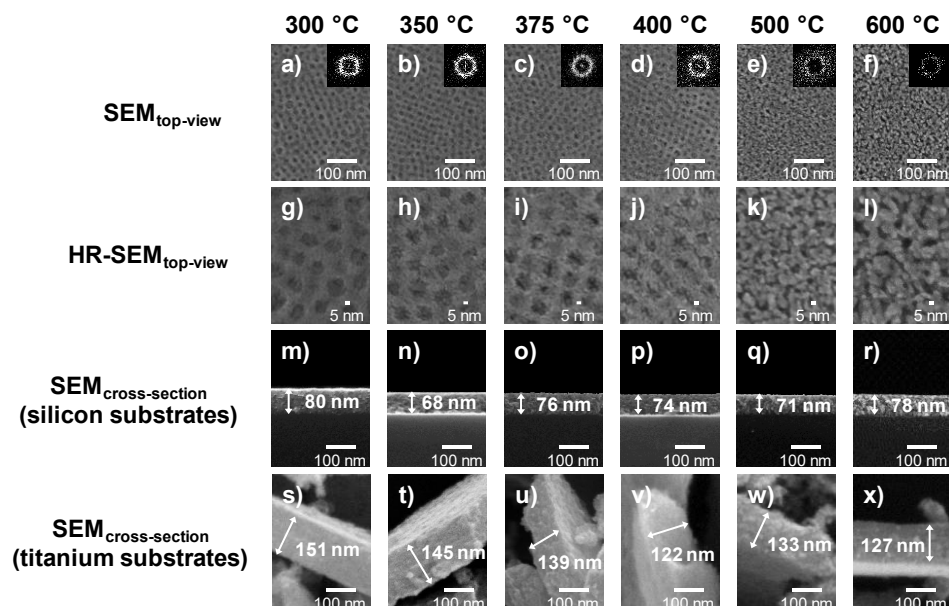 300 °C 350 °C 375 °C 400 °C 500 °C 600 °C
a) b) c) d) e) f)
SEMtop-view
100 nm 100 nm 100 nm 100 nm 100 nm 100 nm
g) h) i) j) k) l)
HR-SEMtop-view
5 nm 5 nm 5 nm 5 nm 5 nm 5 nm
m) n) o) p) q) r)
SEMcross-section
(silicon substrates)
80 nm 68 nm 76 nm 74 nm 71 nm 78 nm
100 nm 100 nm 100 nm 100 nm 100 nm 100 nm
s) t) u) v) w) x)
SEMcross-section
(titanium substrates)
151 nm 145 nm 139 nm 122 nm 133 nm 127 nm
100 nm 100 nm 100 nm 100 nm 100 nm 100 nm